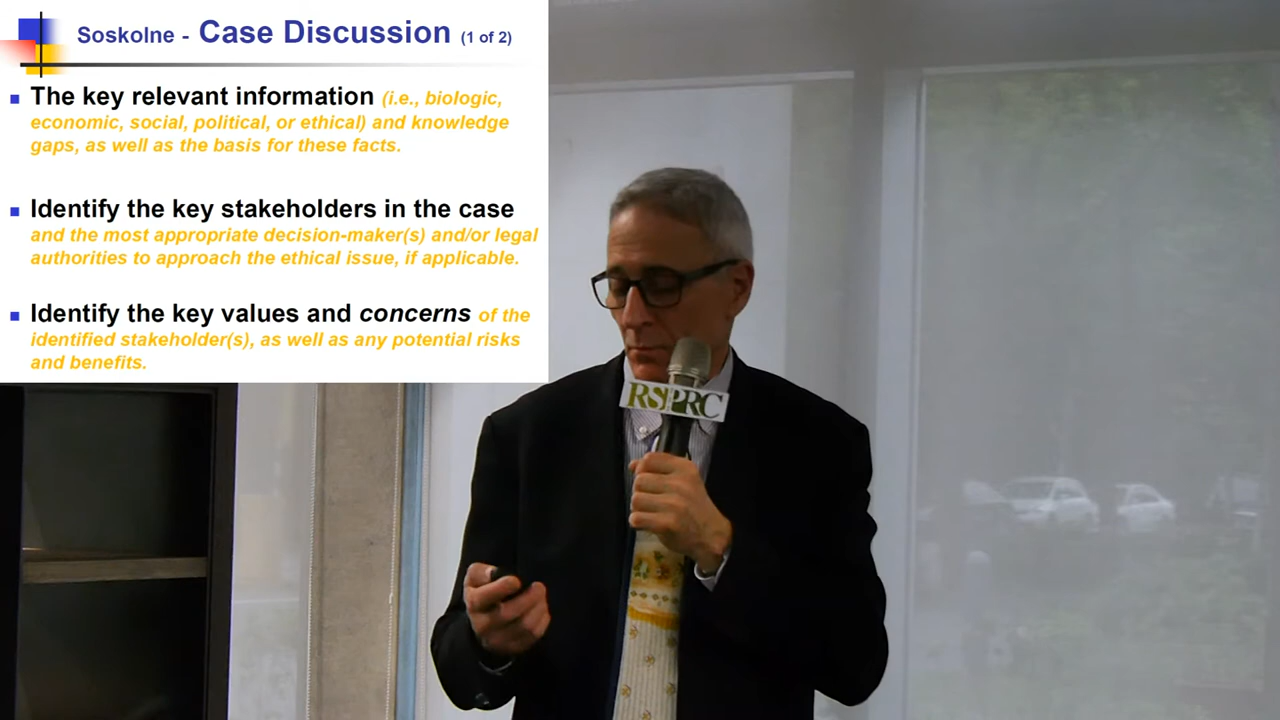 Soskolne - Case Discussion (1 of 2)
The key relevant information (i.e., biologic,
economic, social, political, or ethical) and knowledge
gaps, as well as the basis for these facts.
Identify the key stakeholders in the case
and the most appropriate decision-maker(s) and/or legal
authorities to approach the ethical issue, if applicable.
Identify the key values and concerns of the
identified stakeholder(s), as well as any potential risks
and benefits.
RSPRC